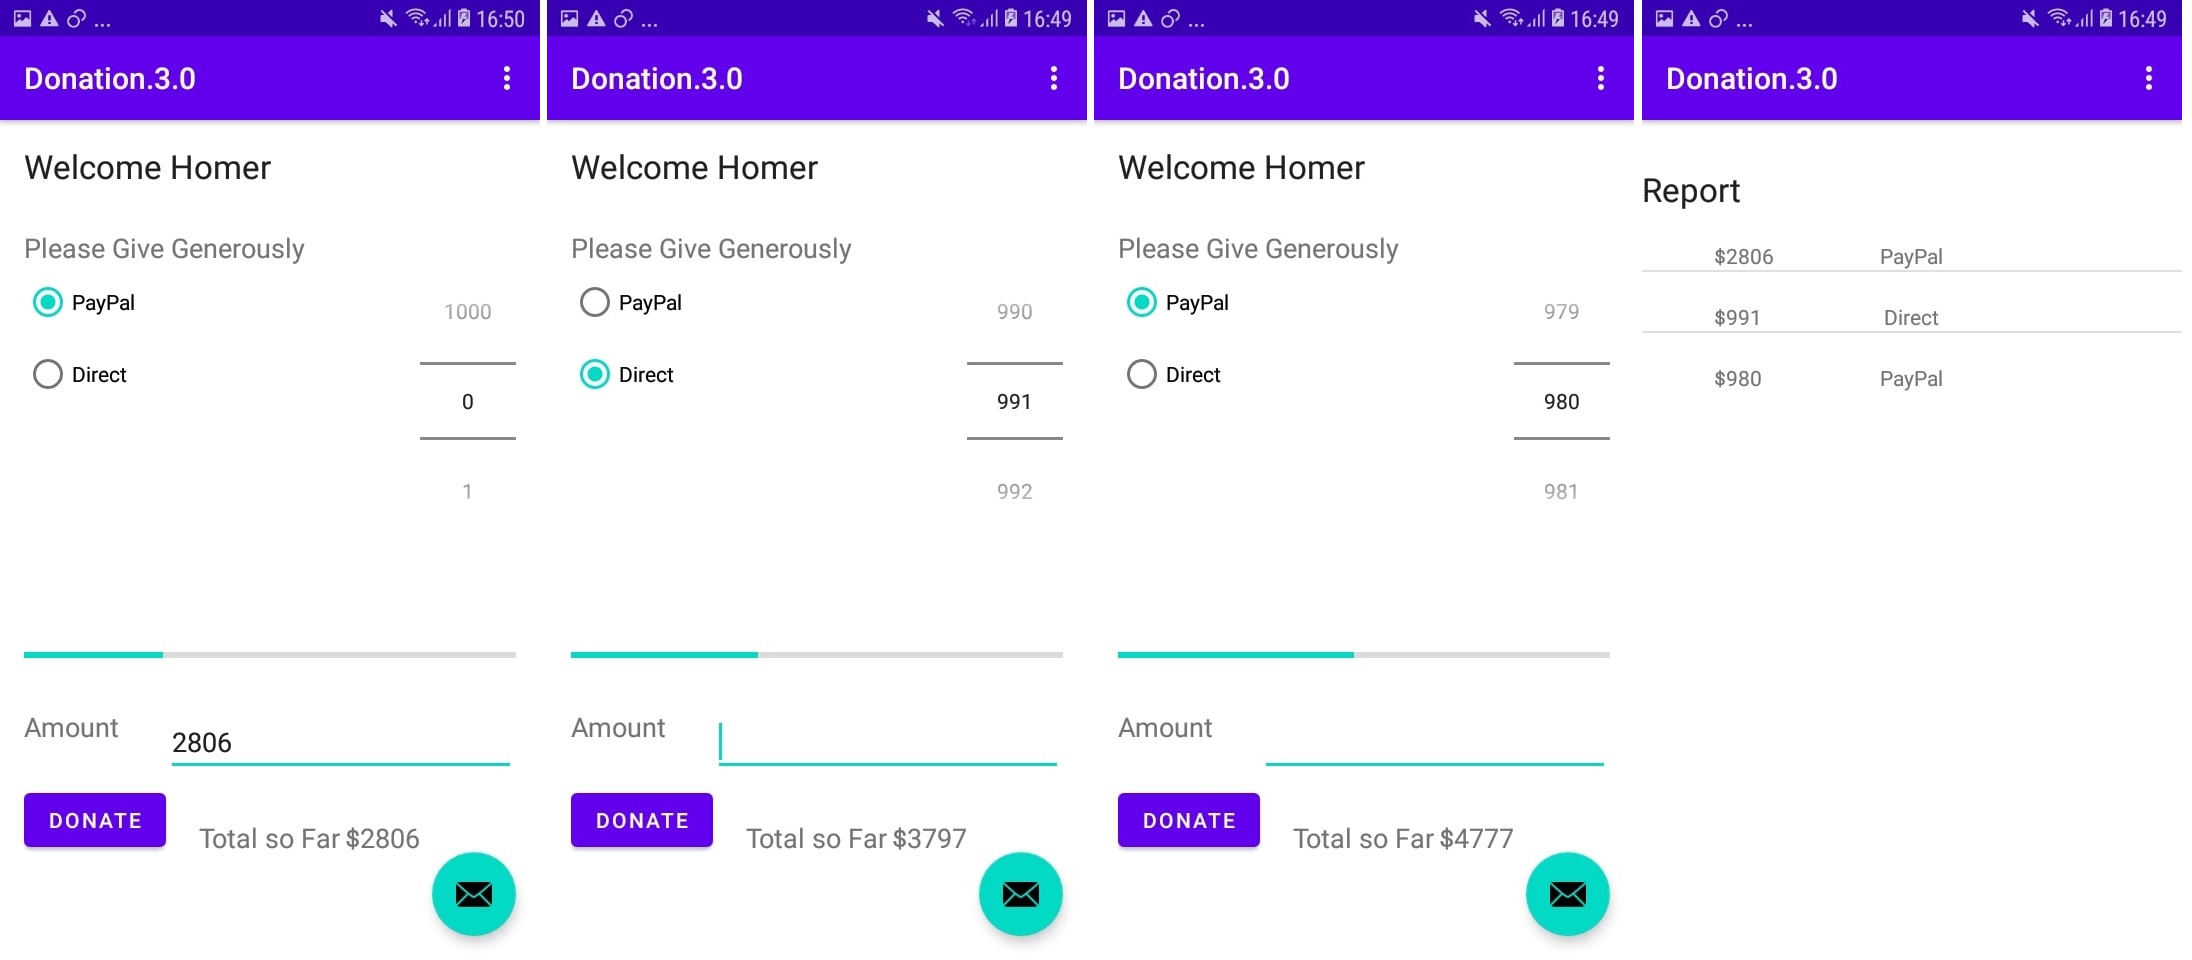 ... 16:50
Donation.3.0
Welcome Homer
Please Give Generously
PayPal
1000
Direct
0
1
Amount
2806
DONATE
Total so Far $2806
... 16:49
Donation.3.0
Welcome Homer
Please Give Generously
PayPal
990
Direct
991
992
Amount
DONATE
Total so Far $3797
... 16:49
Donation.3.0
Welcome Homer
Please Give Generously
PayPal
979
Direct
980
981
Amount
DONATE
Total so Far $4777
... 16:49
Donation.3.0
Report
$2806 PayPal
$991 Direct
$980 PayPal